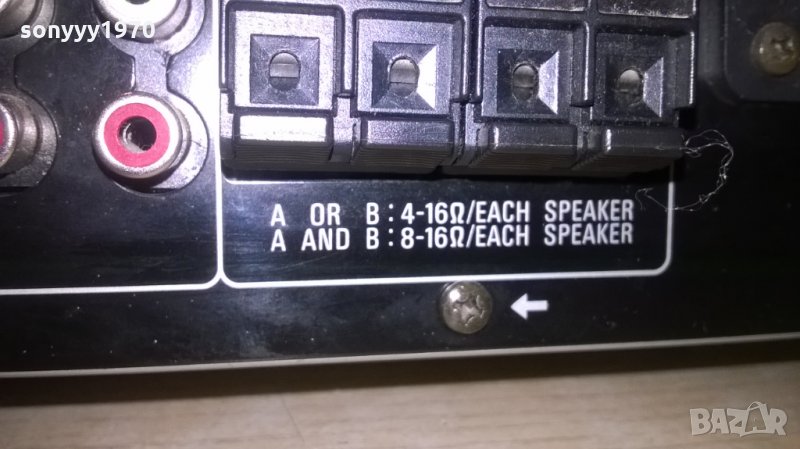 sonyyy1970
A OR B : 4-16Ω/EACH SPEAKER
A AND B : 8-16Ω/EACH SPEAKER
BAZAR